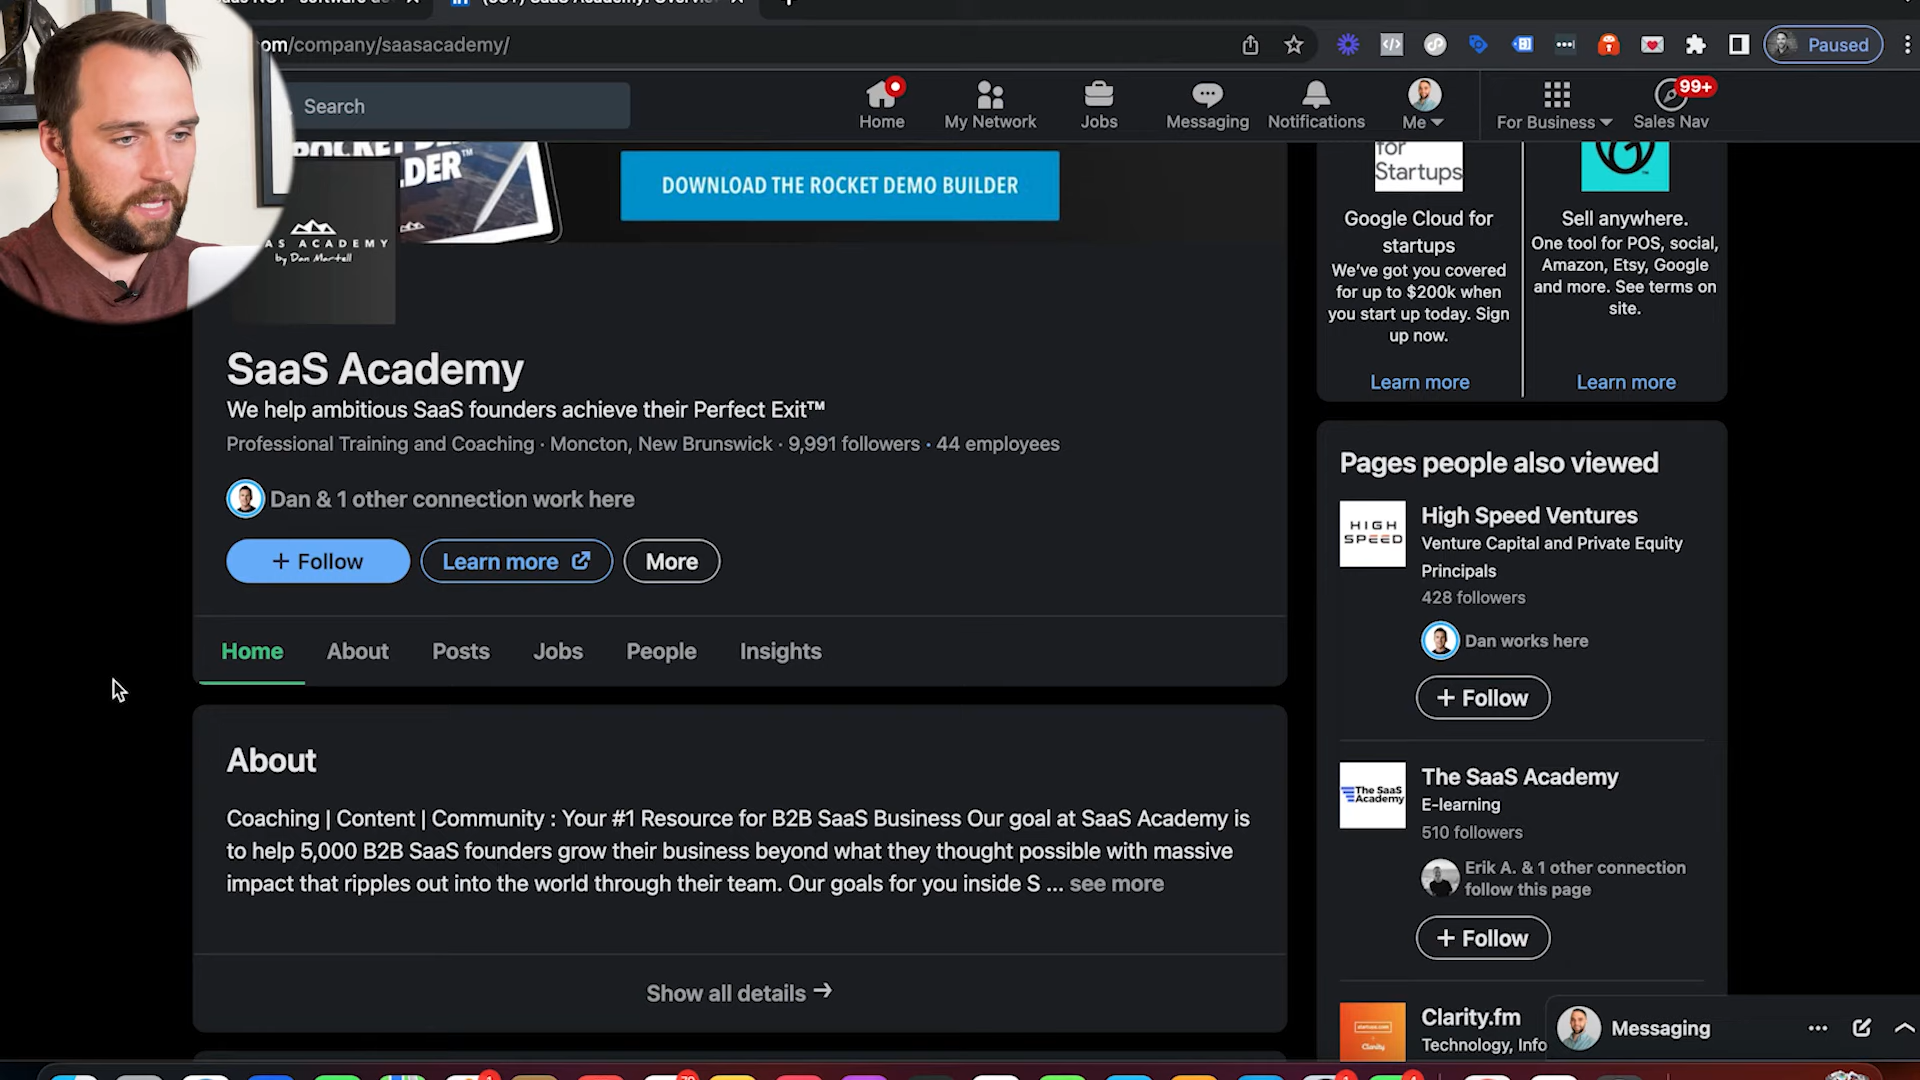 om/company/saasacademy/
Paused
Search
Home
My Network
Jobs
Messaging
Notifications
Me
For Business
99+
Sales Nav
ROCKET DE
LDER™
AS ACADEMY
by Dan Martell
DOWNLOAD THE ROCKET DEMO BUILDER
SaaS Academy
We help ambitious SaaS founders achieve their Perfect Exit™
Professional Training and Coaching · Moncton, New Brunswick · 9,991 followers · 44 employees
Dan & 1 other connection work here
+ Follow
Learn more
More
Home
About
Posts
Jobs
People
Insights
About
Coaching | Content | Community : Your #1 Resource for B2B SaaS Business Our goal at SaaS Academy is
to help 5,000 B2B SaaS founders grow their business beyond what they thought possible with massive
impact that ripples out into the world through their team. Our goals for you inside S ... see more
Show all details →
for
Startups
Google Cloud for
startups
We've got you covered
for up to $200k when
you start up today. Sign
up now.
Learn more
Sell anywhere.
One tool for POS, social,
Amazon, Etsy, Google
and more. See terms on
site.
Learn more
Pages people also viewed
HIGH
SPEED
High Speed Ventures
Venture Capital and Private Equity
Principals
428 followers
Dan works here
+ Follow
The SaaS
Academy
The SaaS Academy
E-learning
510 followers
Erik A. & 1 other connection
follow this page
+ Follow
Clarity
Clarity.fm
Technology, Info
Messaging